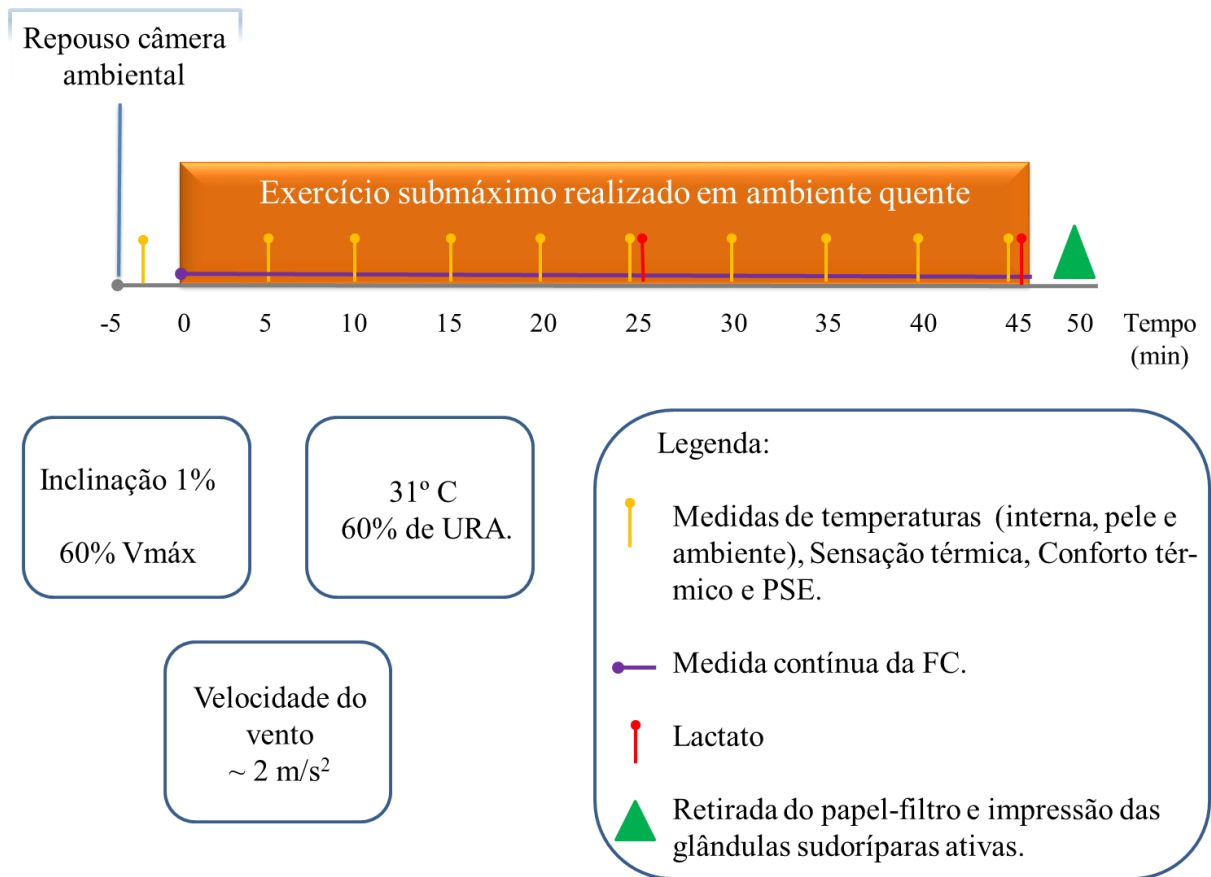 Repouso câmera
ambiental
Exercício submáximo realizado em ambiente quente
-5 0 5 10 15 20 25 30 35 40 45 50 Tempo
(min)
Inclinação 1%
60% Vmáx
31º C
60% de URA.
Velocidade do
vento
~ 2 m/s²
Legenda:
Medidas de temperaturas (interna, pele e
ambiente), Sensação térmica, Conforto tér-
mico e PSE.
Medida contínua da FC.
Lactato
Retirada do papel-filtro e impressão das
glândulas sudoríparas ativas.